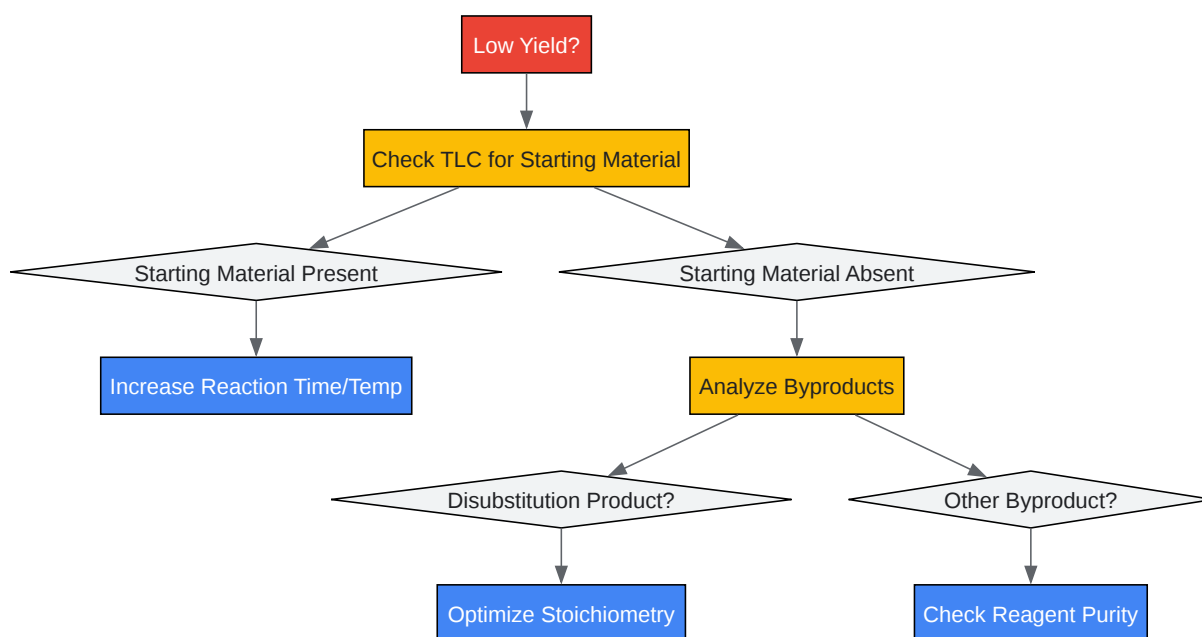 Low Yield?
Check TLC for Starting Material
Starting Material Present
Starting Material Absent
Increase Reaction Time/Temp
Analyze Byproducts
Disubstitution Product?
Other Byproduct?
Optimize Stoichiometry
Check Reagent Purity